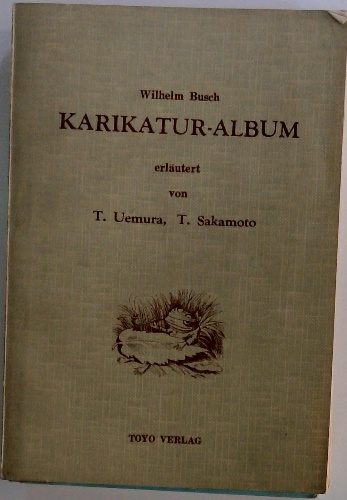 Wilhelm Busch
KARIKATUR-ALBUM
erläutert
von
T. Uemura, T. Sakamoto
TOYO VERLAG